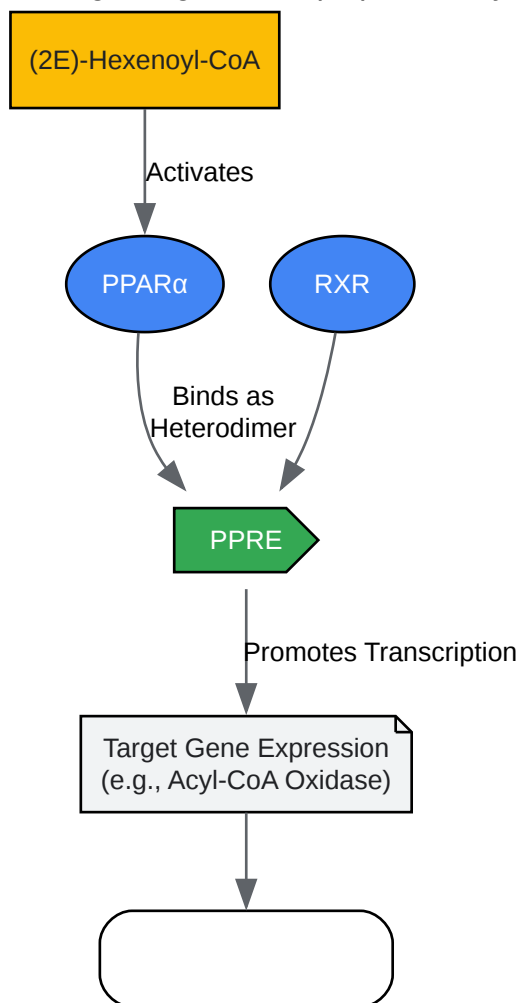 (2E)-Hexenoyl-CoA
Activates
PPARα
RXR
Binds as
Heterodimer
PPRE
Promotes Transcription
Target Gene Expression
(e.g., Acyl-CoA Oxidase)